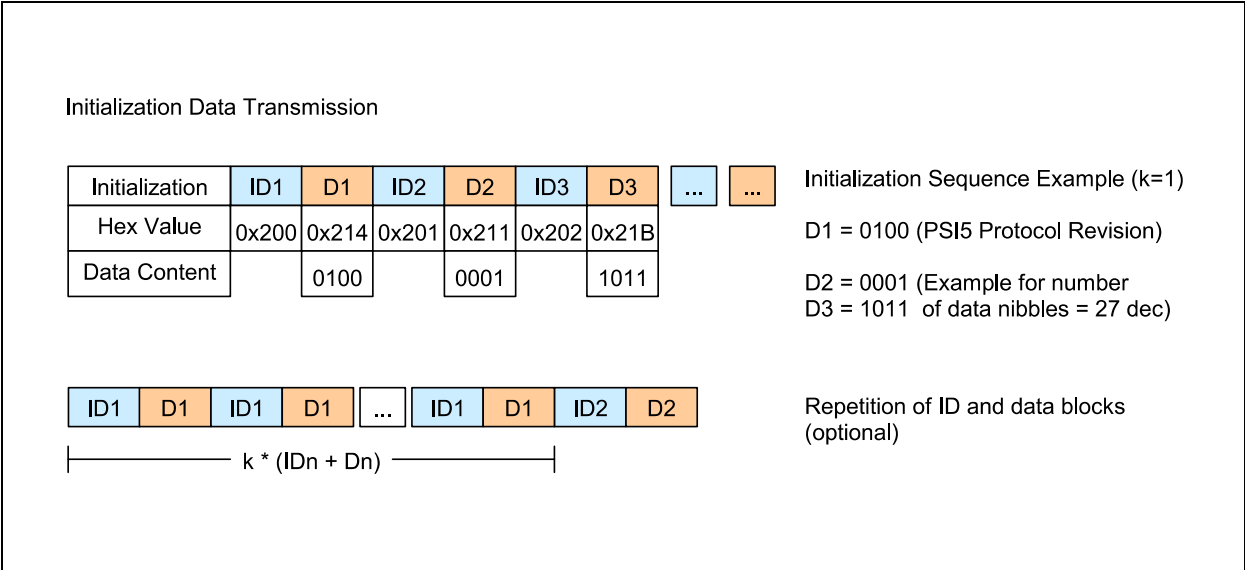 Initialization Data Transmission
Initialization ID1 D1 ID2 D2 ID3 D3 ... ...
Hex Value 0x200 0x214 0x201 0x211 0x202 0x21B
Data Content 0100 0001 1011
Initialization Sequence Example (k=1)
D1 = 0100 (PSI5 Protocol Revision)
D2 = 0001 (Example for number
D3 = 1011 of data nibbles = 27 dec)
ID1 D1 ID1 D1 ... ID1 D1 ID2 D2
k * (IDn + Dn)
Repetition of ID and data blocks
(optional)